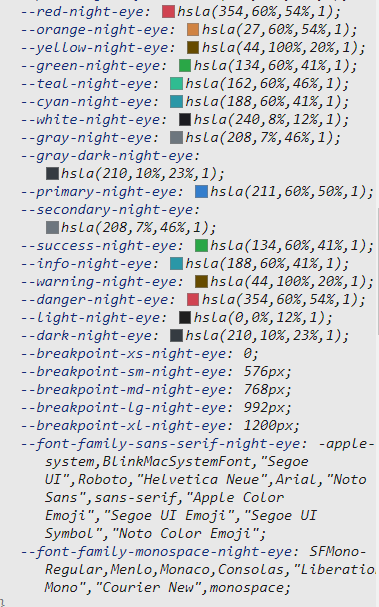 --red-night-eye: hsla(354,60%,54%,1);
--orange-night-eye: hsla(27,60%,54%,1);
--yellow-night-eye: hsla(44,100%,20%,1);
--green-night-eye: hsla(134,60%,41%,1);
--teal-night-eye: hsla(162,60%,46%,1);
--cyan-night-eye: hsla(188,60%,41%,1);
--white-night-eye: hsla(240,8%,12%,1);
--gray-night-eye: hsla(208,7%,46%,1);
--gray-dark-night-eye:
hsla(210,10%,23%,1);
--primary-night-eye: hsla(211,60%,50%,1);
--secondary-night-eye:
hsla(208,7%,46%,1);
--success-night-eye: hsla(134,60%,41%,1);
--info-night-eye: hsla(188,60%,41%,1);
--warning-night-eye: hsla(44,100%,20%,1);
--danger-night-eye: hsla(354,60%,54%,1);
--light-night-eye: hsla(0,0%,12%,1);
--dark-night-eye: hsla(210,10%,23%,1);
--breakpoint-xs-night-eye: 0;
--breakpoint-sm-night-eye: 576px;
--breakpoint-md-night-eye: 768px;
--breakpoint-lg-night-eye: 992px;
--breakpoint-xl-night-eye: 1200px;
--font-family-sans-serif-night-eye: -apple-
system,BlinkMacSystemFont,"Segoe
UI",Roboto,"Helvetica Neue",Arial,"Noto
Sans",sans-serif,"Apple Color
Emoji","Segoe UI Emoji","Segoe UI
Symbol","Noto Color Emoji";
--font-family-monospace-night-eye: SFMono-
Regular,Menlo,Monaco,Consolas,"Liberatio
Mono","Courier New",monospace;
}